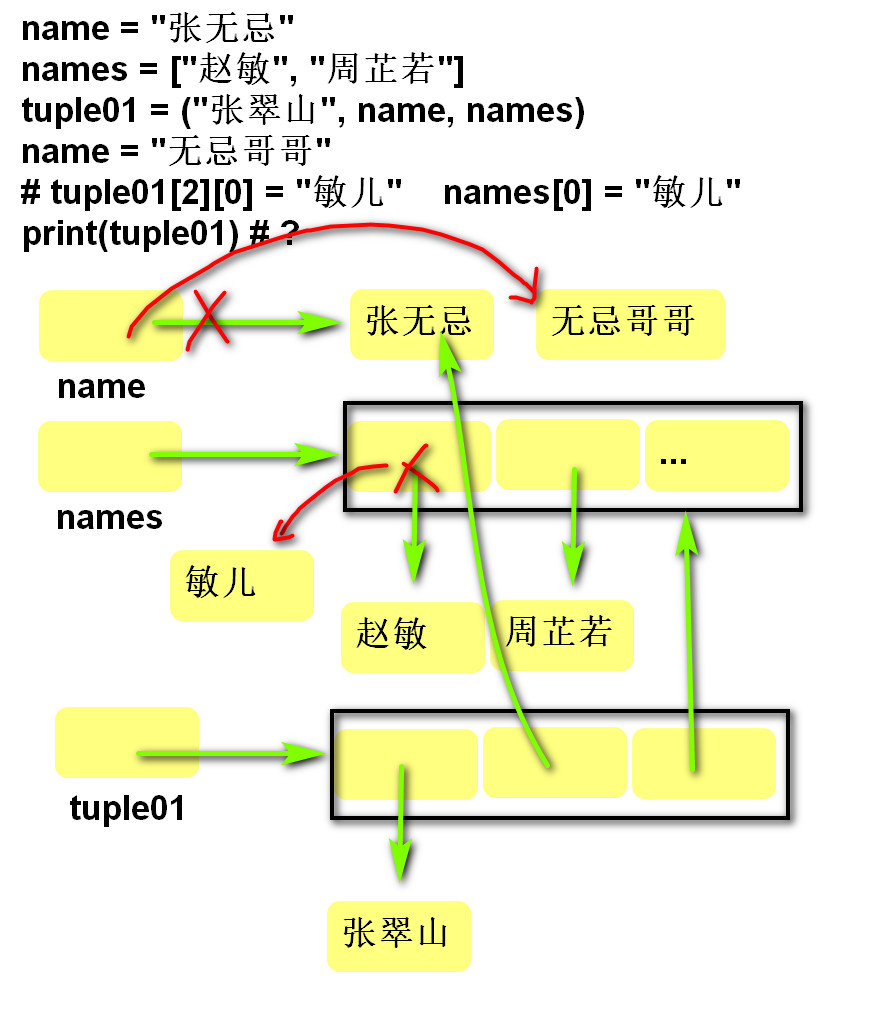 name = "张无忌"
names = ["赵敏", "周芷若"]
tuple01 = ("张翠山", name, names)
name = "无忌哥哥"
# tuple01[2][0] = "敏儿"    names[0] = "敏儿"
print(tuple01) # ?
张无忌
无忌哥哥
name
...
names
敏儿
赵敏
周芷若
tuple01
张翠山